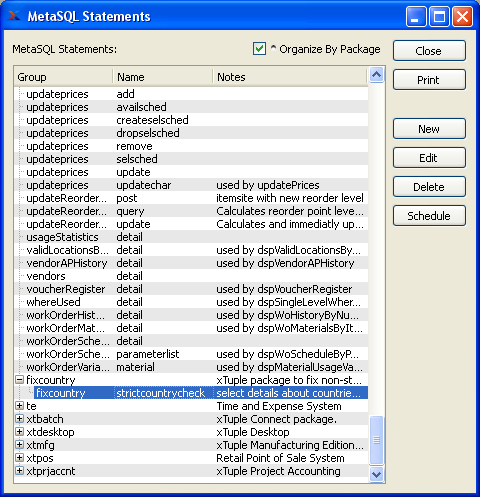 MetaSQL Statements
MetaSQL Statements:
^ Organize By Package
Close
Print
New
Edit
Delete
Schedule
Group Name Notes
updateprices add
updateprices availsched
updateprices createselsched
updateprices dropselsched
updateprices remove
updateprices selsched
updateprices update
updateprices updatechar used by updatePrices
updateReorder... post itemsite with new reorder level
updateReorder... query Calculates reorder point leve...
updateReorder... update Calculates and immediatly up...
usageStatistics detail
validLocationsB... detail used by dspValidLocationsBy...
vendorAPHistory detail used by dspVendorAPHistory
vendors detail
voucherRegister detail used by dspVoucherRegister
whereUsed detail used by dspSingleLevelWher...
workOrderHist... detail used by dspWoHistoryByNu...
workOrderMat... detail used by dspWoMaterialsByIt...
workOrderSche... detail
workOrderSche... parameterlist used by dspWoScheduleByP...
workOrderVaria... material used by dspMaterialUsageVa...
fixcountry xTuple package to fix non-st...
fixcountry strictcountrycheck select details about countrie...
te Time and Expense System
xtbatch xTuple Connect package.
xtdesktop xTuple Desktop
xtmfg xTuple Manufacturing Edition...
xtpos Retail Point of Sale System
xtprjaccnt xTuple Project Accounting